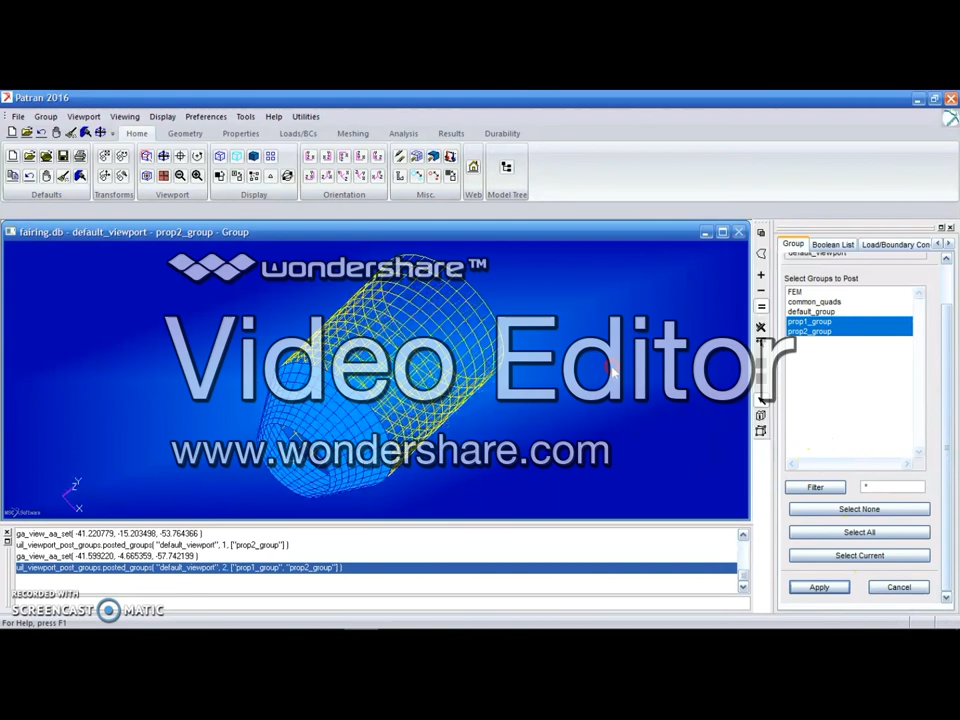 Patran 2016
File Group Viewport Viewing Display Preferences Tools Help Utilities
Home Geometry Properties Loads/BCs Meshing Analysis Results Durability
Defaults Transforms Viewport Display Orientation Misc. Web Model Tree
fairing.db - default_viewport - prop2_group - Group
Group Boolean List Load/Boundary Con
default_viewport
Select Groups to Post
FEM
common_quads
default_group
prop1_group
prop2_group
wondershare™
Video Editor
www.wondershare.com
Z Y
X
Filter *
Select None
Select All
Select Current
Apply Cancel
ga_view_aa_set( -41.220779, -15.203498, -53.764366 )
uil_viewport_post_groups.posted_groups( "default_viewport", 1, ["prop2_group"] )
ga_view_aa_set( -41.599220, -4.665359, -57.742199 )
uil_viewport_post_groups.posted_groups( "default_viewport", 2, ["prop1_group", "prop2_group"] )
RECORDED WITH
SCREENCAST MATIC
For Help, press F1